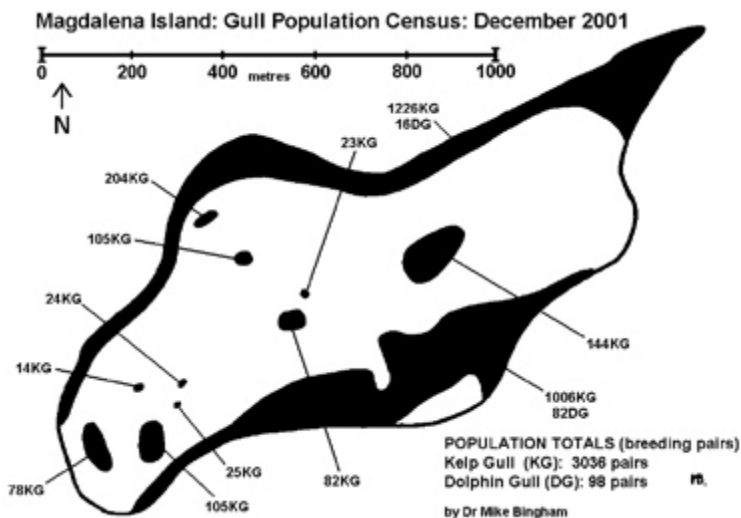 Magdalena Island: Gull Population Census: December 2001
0 200 400 metres 600 800 1000
N
1226KG
16DG
23KG
204KG
105KG
24KG
144KG
14KG
1006KG
82DG
25KG
82KG
78KG
105KG
POPULATION TOTALS (breeding pairs)
Kelp Gull (KG): 3036 pairs
Dolphin Gull (DG): 98 pairs
by Dr Mike Bingham